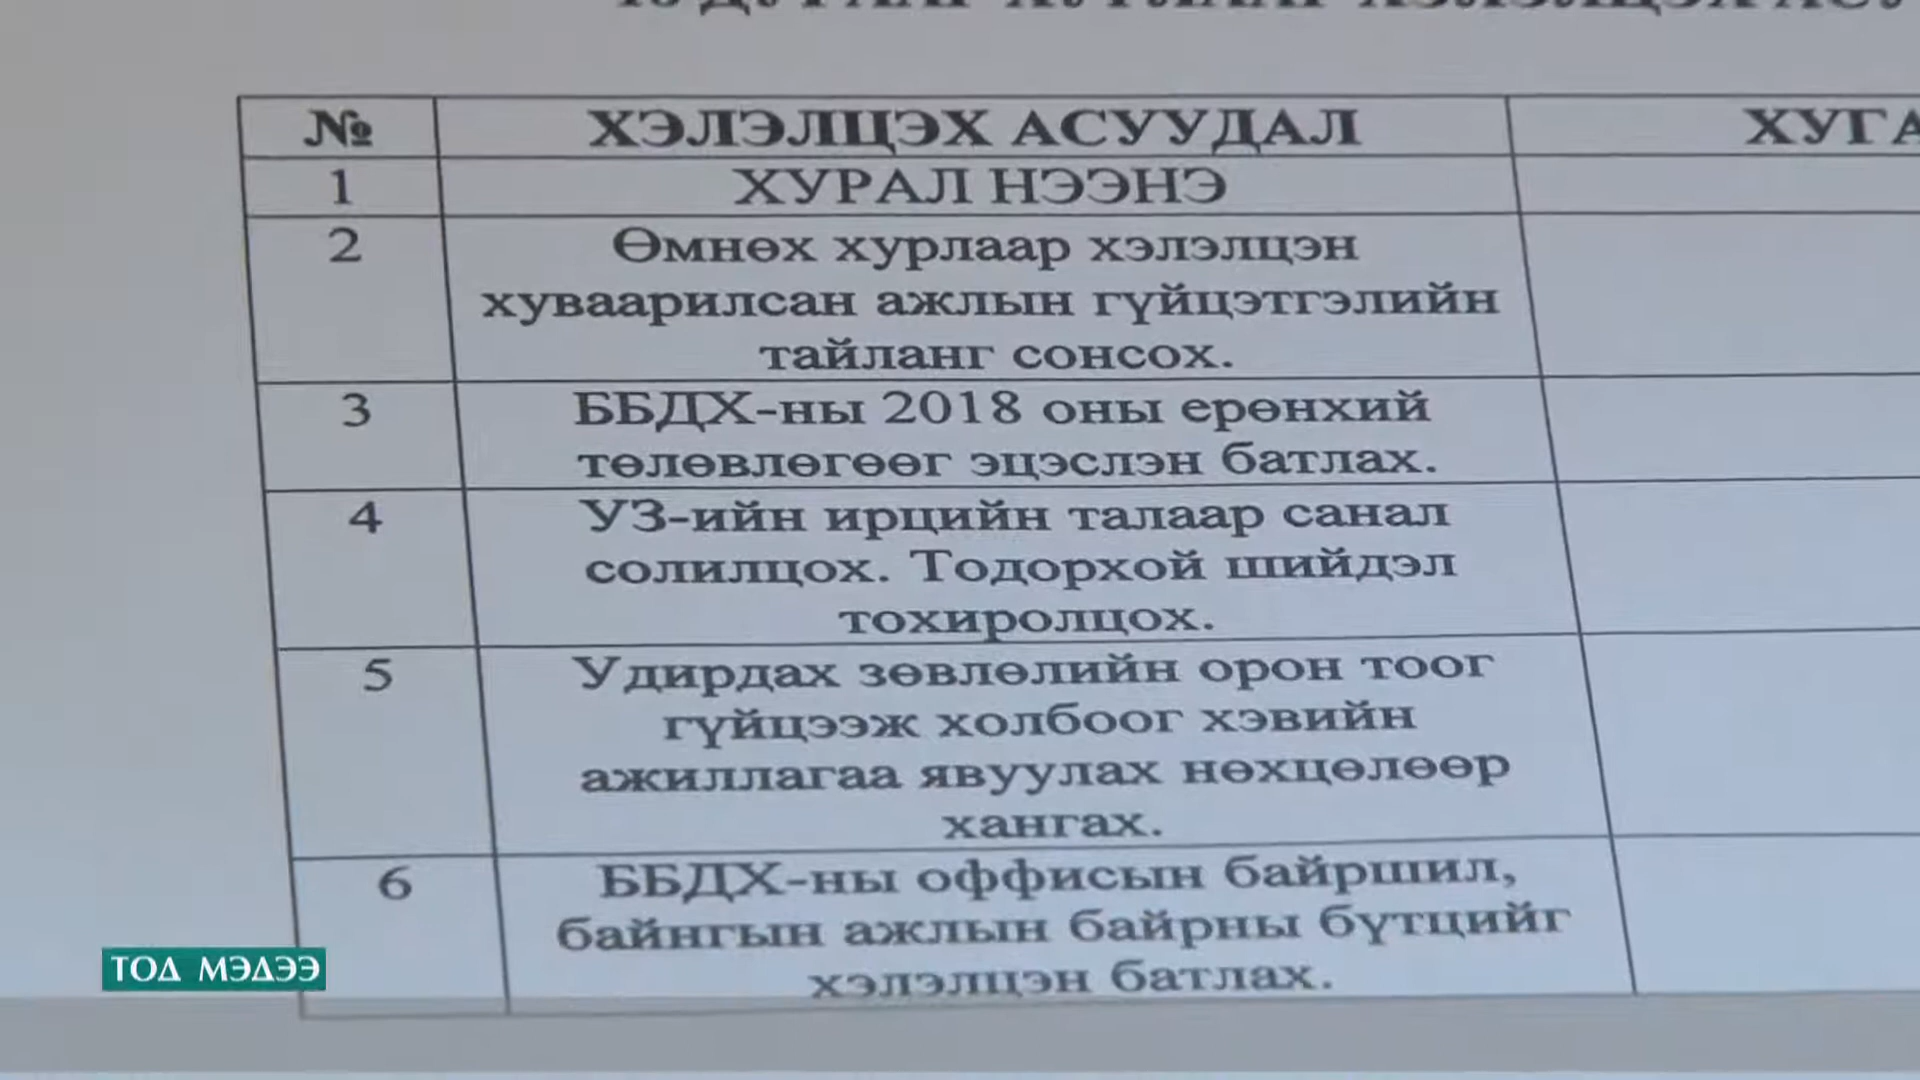 № ХЭЛЭЛЦЭХ АСУУДАЛ
1 ХУРАЛ НЭЭНЭ
2 Өмнөх хурлаар хэлэлцэн
хуваарилсан ажлын гүйцэтгэлийн
тайланг сонсох.
3 ББДХ-ны 2018 оны ерөнхий
төлөвлөгөөг эцэслэн батлах.
4 УЗ-ийн ирцийн талаар санал
солилцох. Тодорхой шийдэл
тохиролцох.
5 Удирдах зөвлөлийн орон тоог
гүйцээж холбоог хэвийн
ажиллагаа явуулах нөхцөлөөр
хангах.
6 ББДХ-ны оффисын байршил,
байнгын ажлын байрны бүтцийг
хэлэлцэн батлах.
ТОД МЭДЭЭ